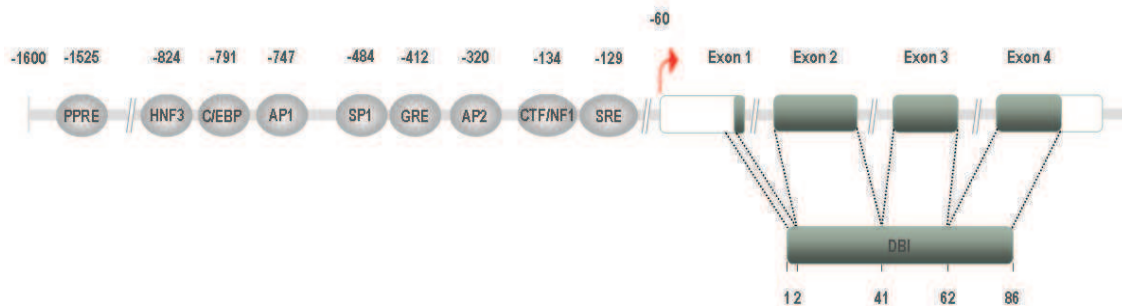 -60
-1600 -1525 -824 -791 -747 -484 -412 -320 -134 -129 Exon 1 Exon 2 Exon 3 Exon 4
PPRE HNF3 C/EBP AP1 SP1 GRE AP2 CTF/NF1 SRE
DBI
1 2 41 62 86